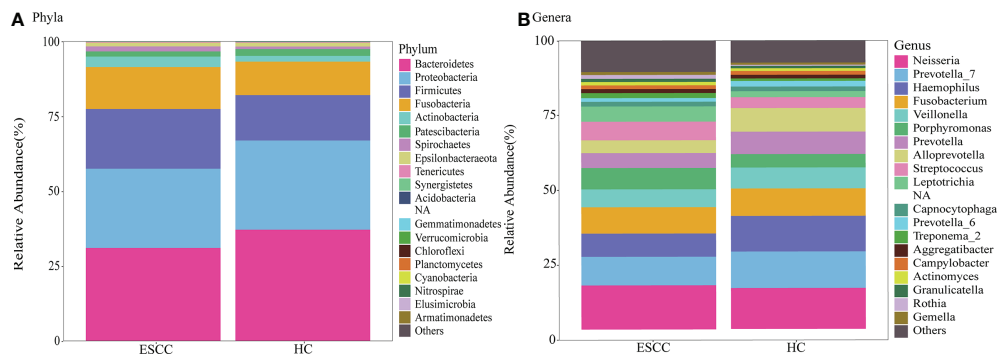 A Phyla
Relative Abundance(%)
100
75
50
25
0
ESCC HC
Phylum
Bacteroidetes
Proteobacteria
Firmicutes
Fusobacteria
Actinobacteria
Patescibacteria
Spirochaetes
Epsilonbacteraeota
Tenericutes
Synergistetes
Acidobacteria
NA
Gemmatimonadetes
Verrucomicrobia
Chloroflexi
Planctomycetes
Cyanobacteria
Nitrospirae
Elusimicrobia
Armatimonadetes
Others
B Genera
Relative Abundance(%)
100
75
50
25
0
ESCC HC
Genus
Neisseria
Prevotella_7
Haemophilus
Fusobacterium
Veillonella
Porphyromonas
Prevotella
Alloprevotella
Streptococcus
Leptotrichia
NA
Capnocytophaga
Prevotella_6
Treponema_2
Aggregatibacter
Campylobacter
Actinomyces
Granulicatella
Rothia
Gemella
Others